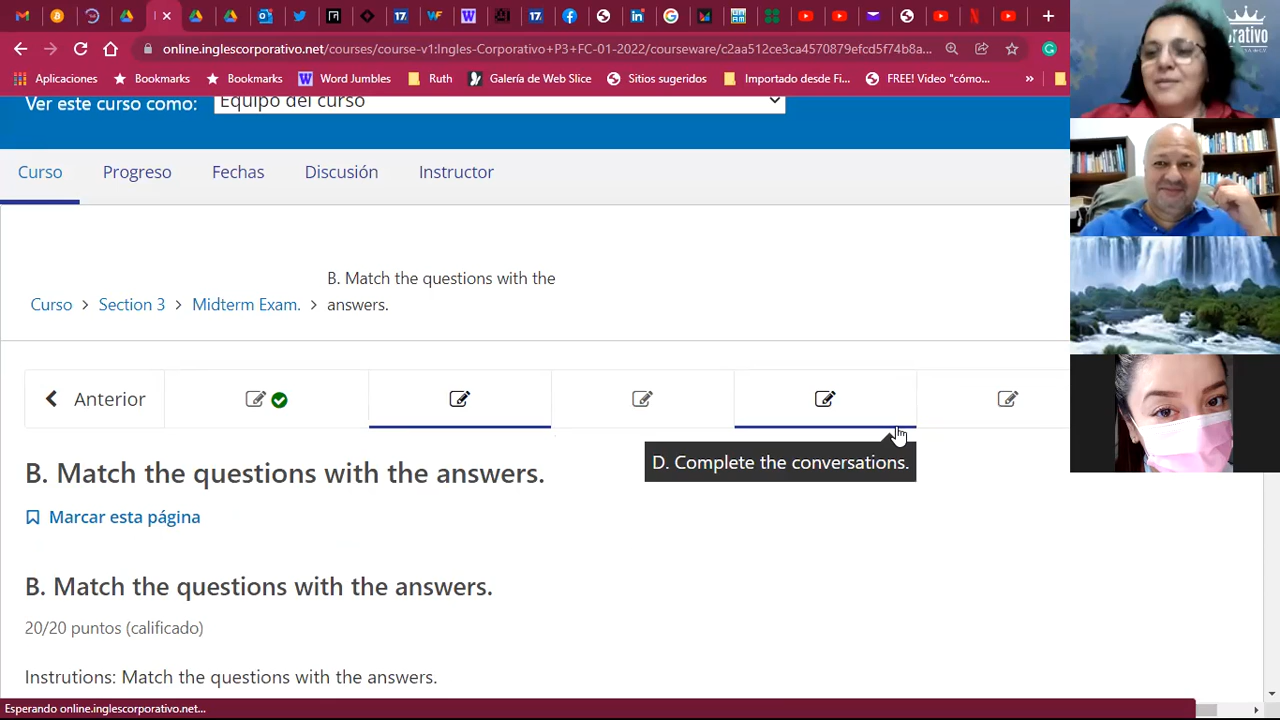 online.inglescorporativo.net/courses/course-v1:Ingles-Corporativo+P3+FC-01-2022/courseware/c2aa512ce3ca4570879efcd5f74b8a...
Aplicaciones Bookmarks Bookmarks Word Jumbles Ruth Galería de Web Slice Sitios sugeridos Importado desde Fi... FREE! Video "cómo... »
rativo
Ver este curso como: Equipo del curso
Curso Progreso Fechas Discusión Instructor
B. Match the questions with the
Curso > Section 3 > Midterm Exam. > answers.
Anterior
D. Complete the conversations.
B. Match the questions with the answers.
Marcar esta página
B. Match the questions with the answers.
20/20 puntos (calificado)
Instrutions: Match the questions with the answers.
Esperando online.inglescorporativo.net...